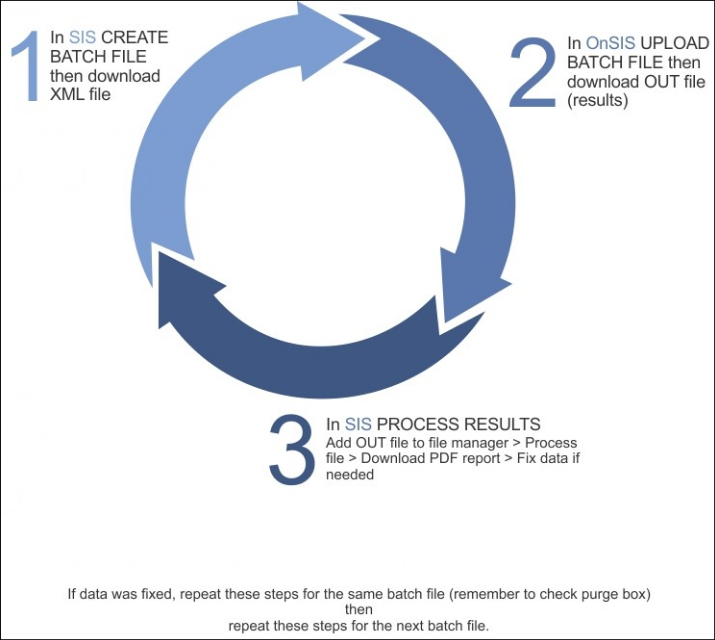 1
In SIS CREATE
BATCH FILE
then download
XML file
2
In OnSIS UPLOAD
BATCH FILE then
download OUT file
(results)
3
In SIS PROCESS RESULTS
Add OUT file to file manager > Process
file > Download PDF report > Fix data if
needed
If data was fixed, repeat these steps for the same batch file (remember to check purge box)
then
repeat these steps for the next batch file.